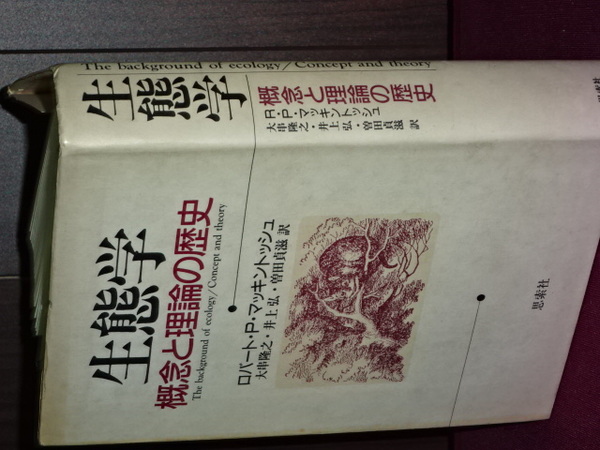 The background of ecology/Concept and theory
生態学
概念と理論の歴史
R・P・マッキントッシュ
大串隆之・井上弘・曽田貞滋 訳
思索社
生態学
概念と理論の歴史
The background of ecology/Concept and theory
ロバート・P・マッキントッシュ
大串隆之・井上弘・曽田貞滋 訳
思索社